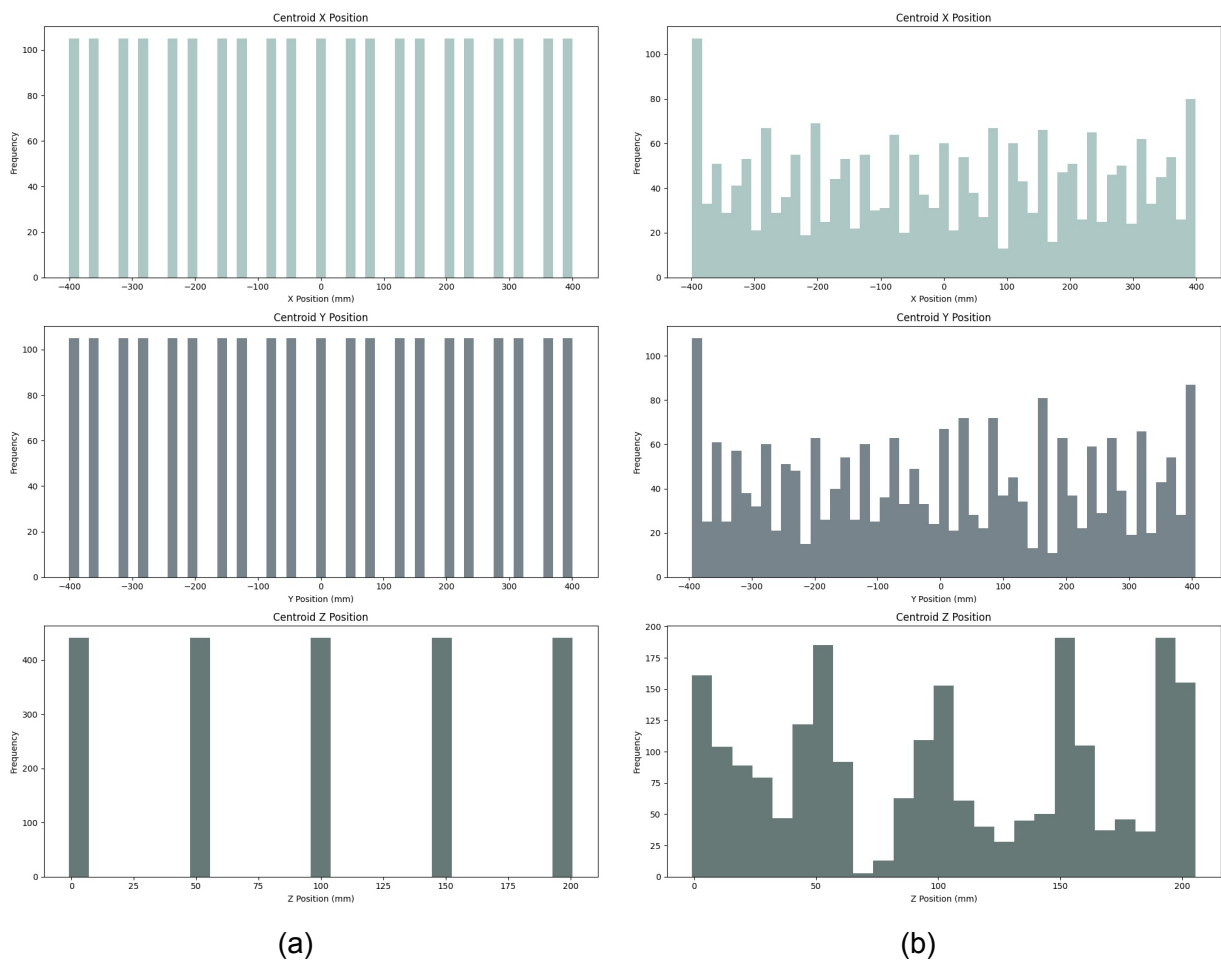 Centroid X Position
Frequency
100
80
60
40
20
0
−400 −300 −200 −100 0 100 200 300 400
X Position (mm)
Centroid Y Position
Frequency
100
80
60
40
20
0
−400 −300 −200 −100 0 100 200 300 400
Y Position (mm)
Centroid Z Position
Frequency
400
300
200
100
0
0 25 50 75 100 125 150 175 200
Z Position (mm)
(a)
Centroid X Position
Frequency
100
80
60
40
20
0
−400 −300 −200 −100 0 100 200 300 400
X Position (mm)
Centroid Y Position
Frequency
100
80
60
40
20
0
−400 −300 −200 −100 0 100 200 300 400
Y Position (mm)
Centroid Z Position
Frequency
200
175
150
125
100
75
50
25
0
0 50 100 150 200
Z Position (mm)
(b)